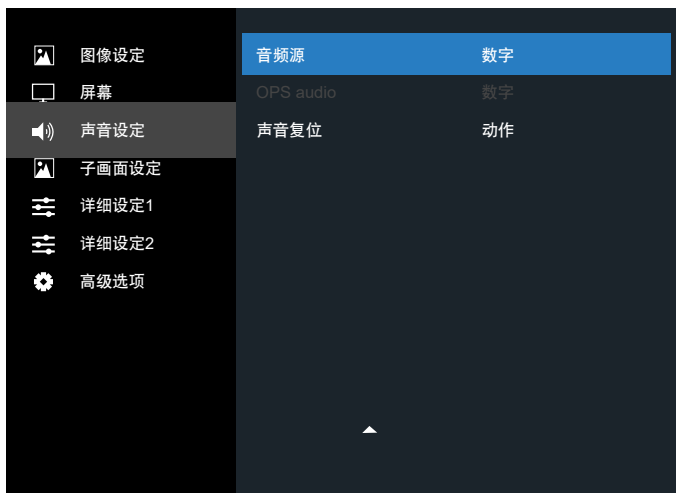 图像设定
屏幕
声音设定
子画面设定
详细设定1
详细设定2
高级选项
音频源 数字
OPS audio 数字
声音复位 动作